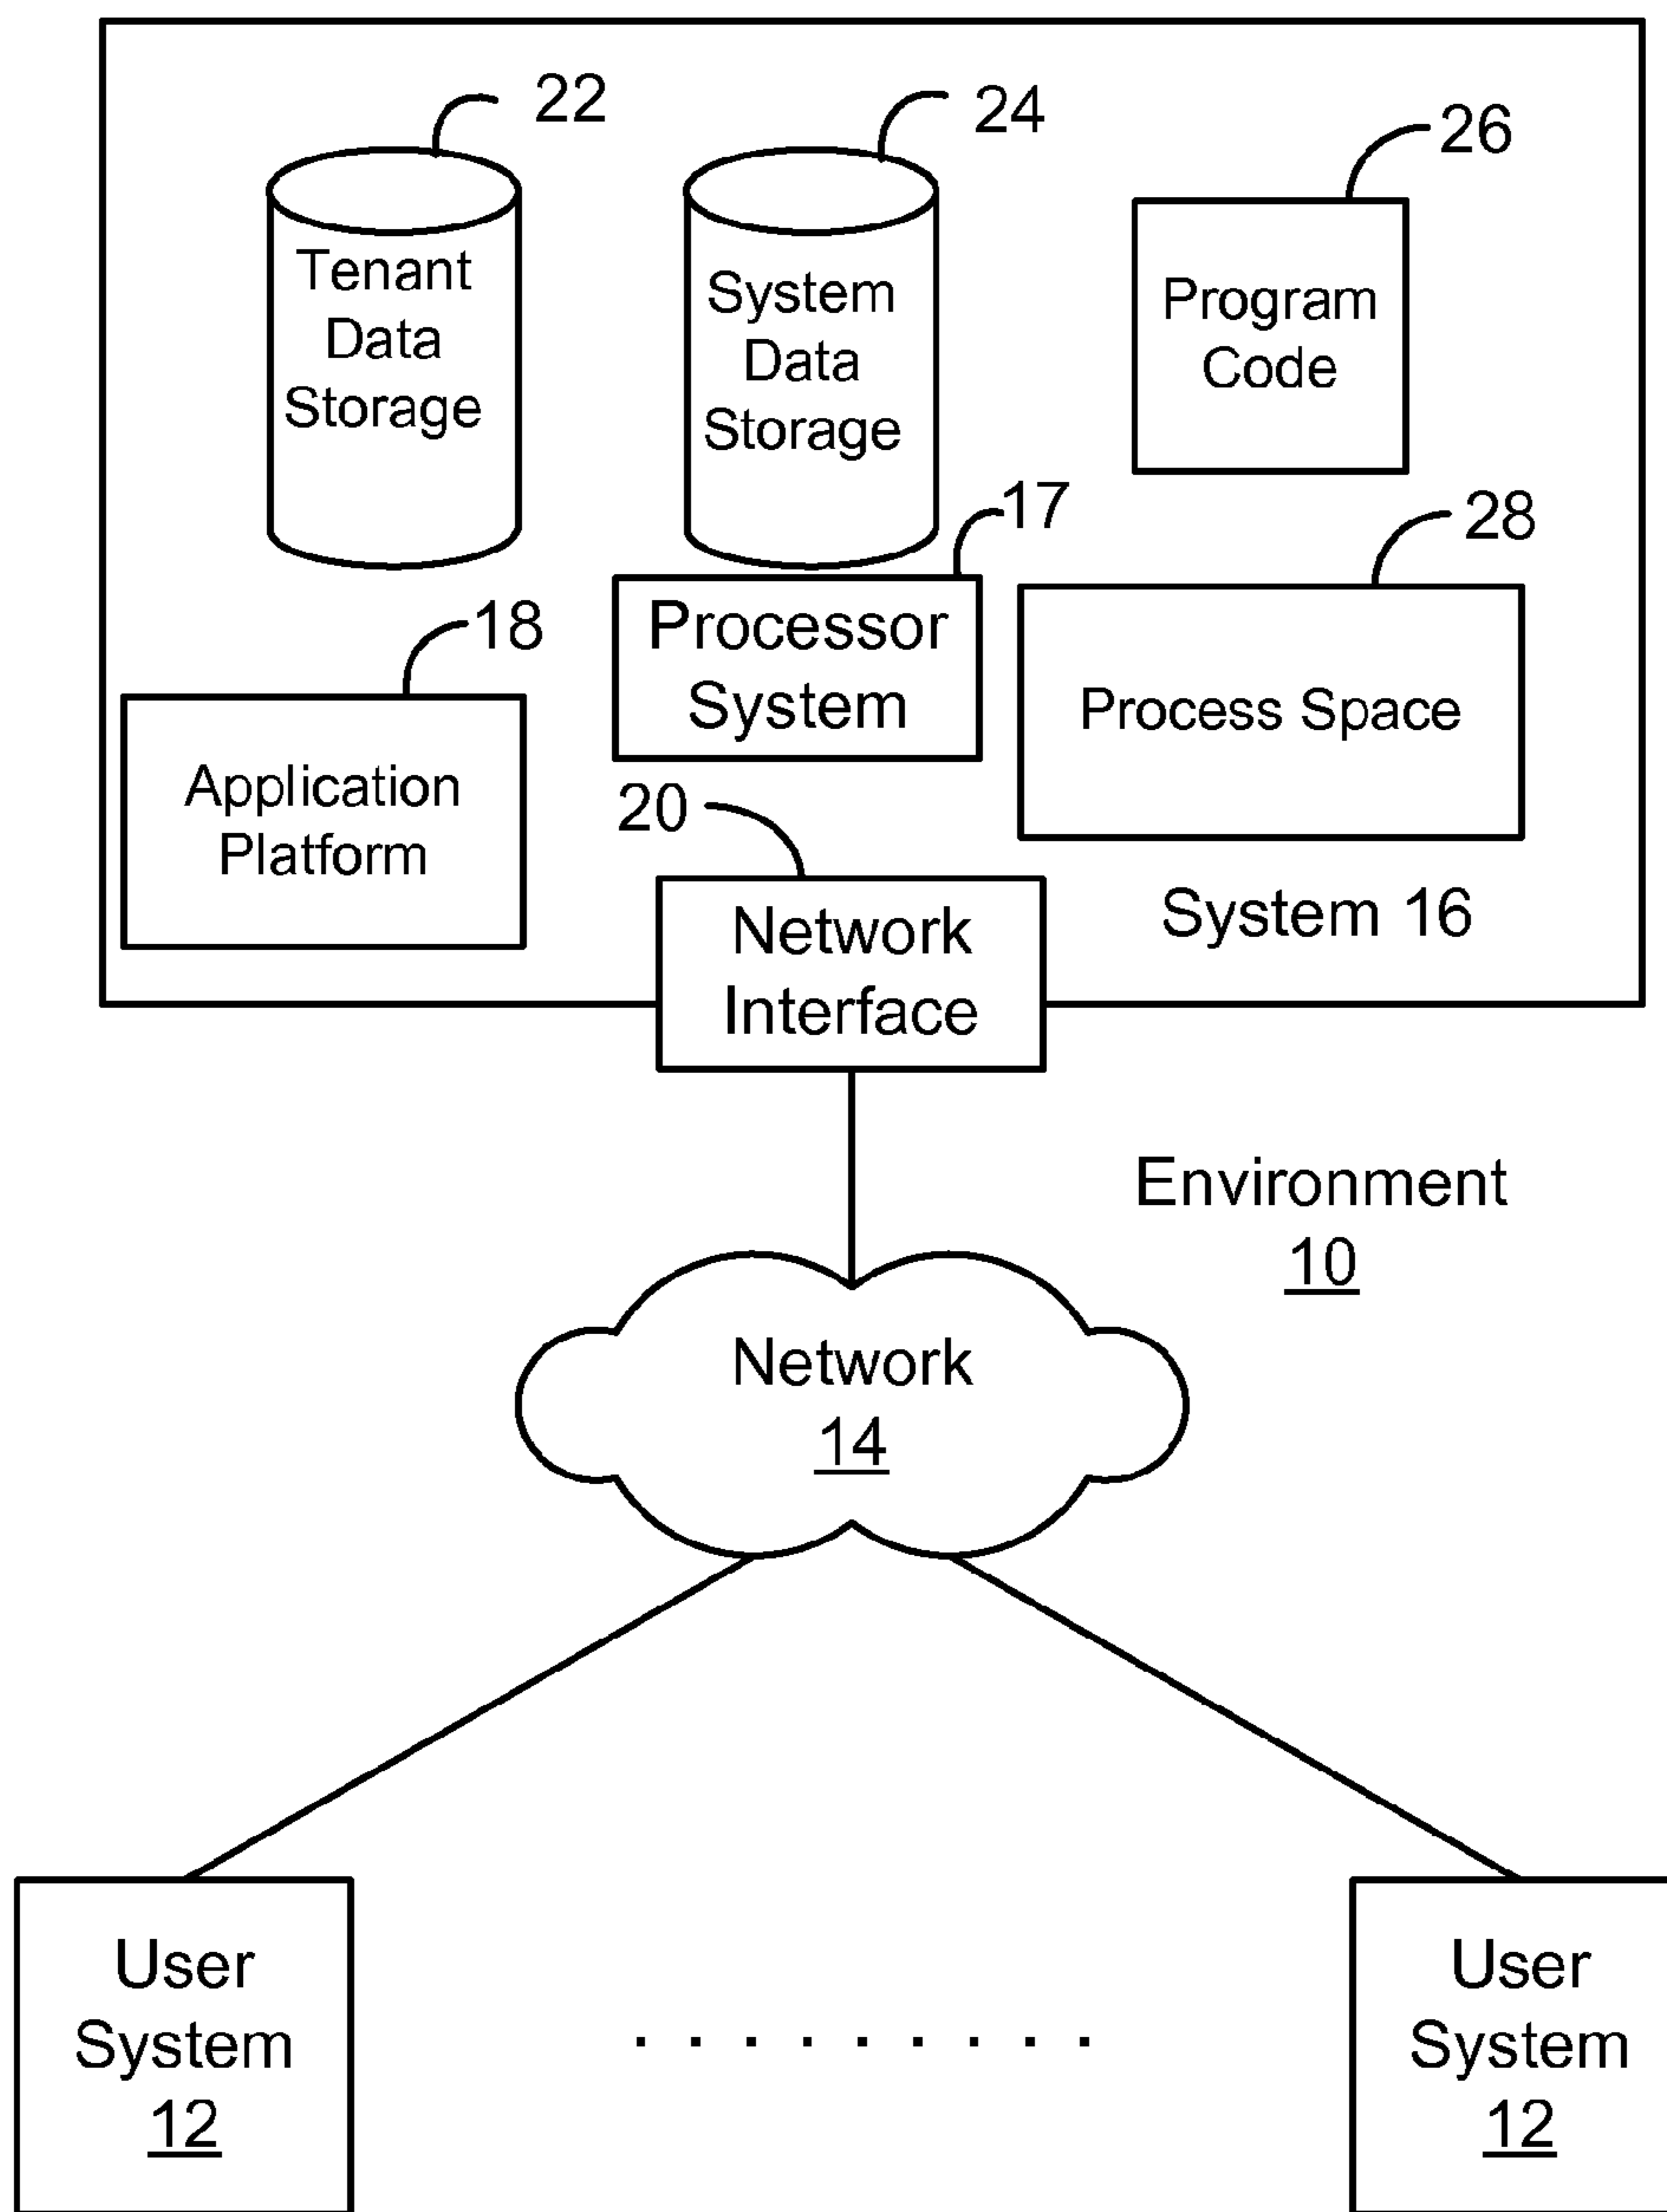 22
24
26
Tenant
Data
Storage
System
Data
Storage
Program
Code
17
28
18
Processor
System
Process Space
Application
Platform
20
System 16
Network
Interface
Environment
10
Network
14
User
System
12
. . . . . . . . .
User
System
12